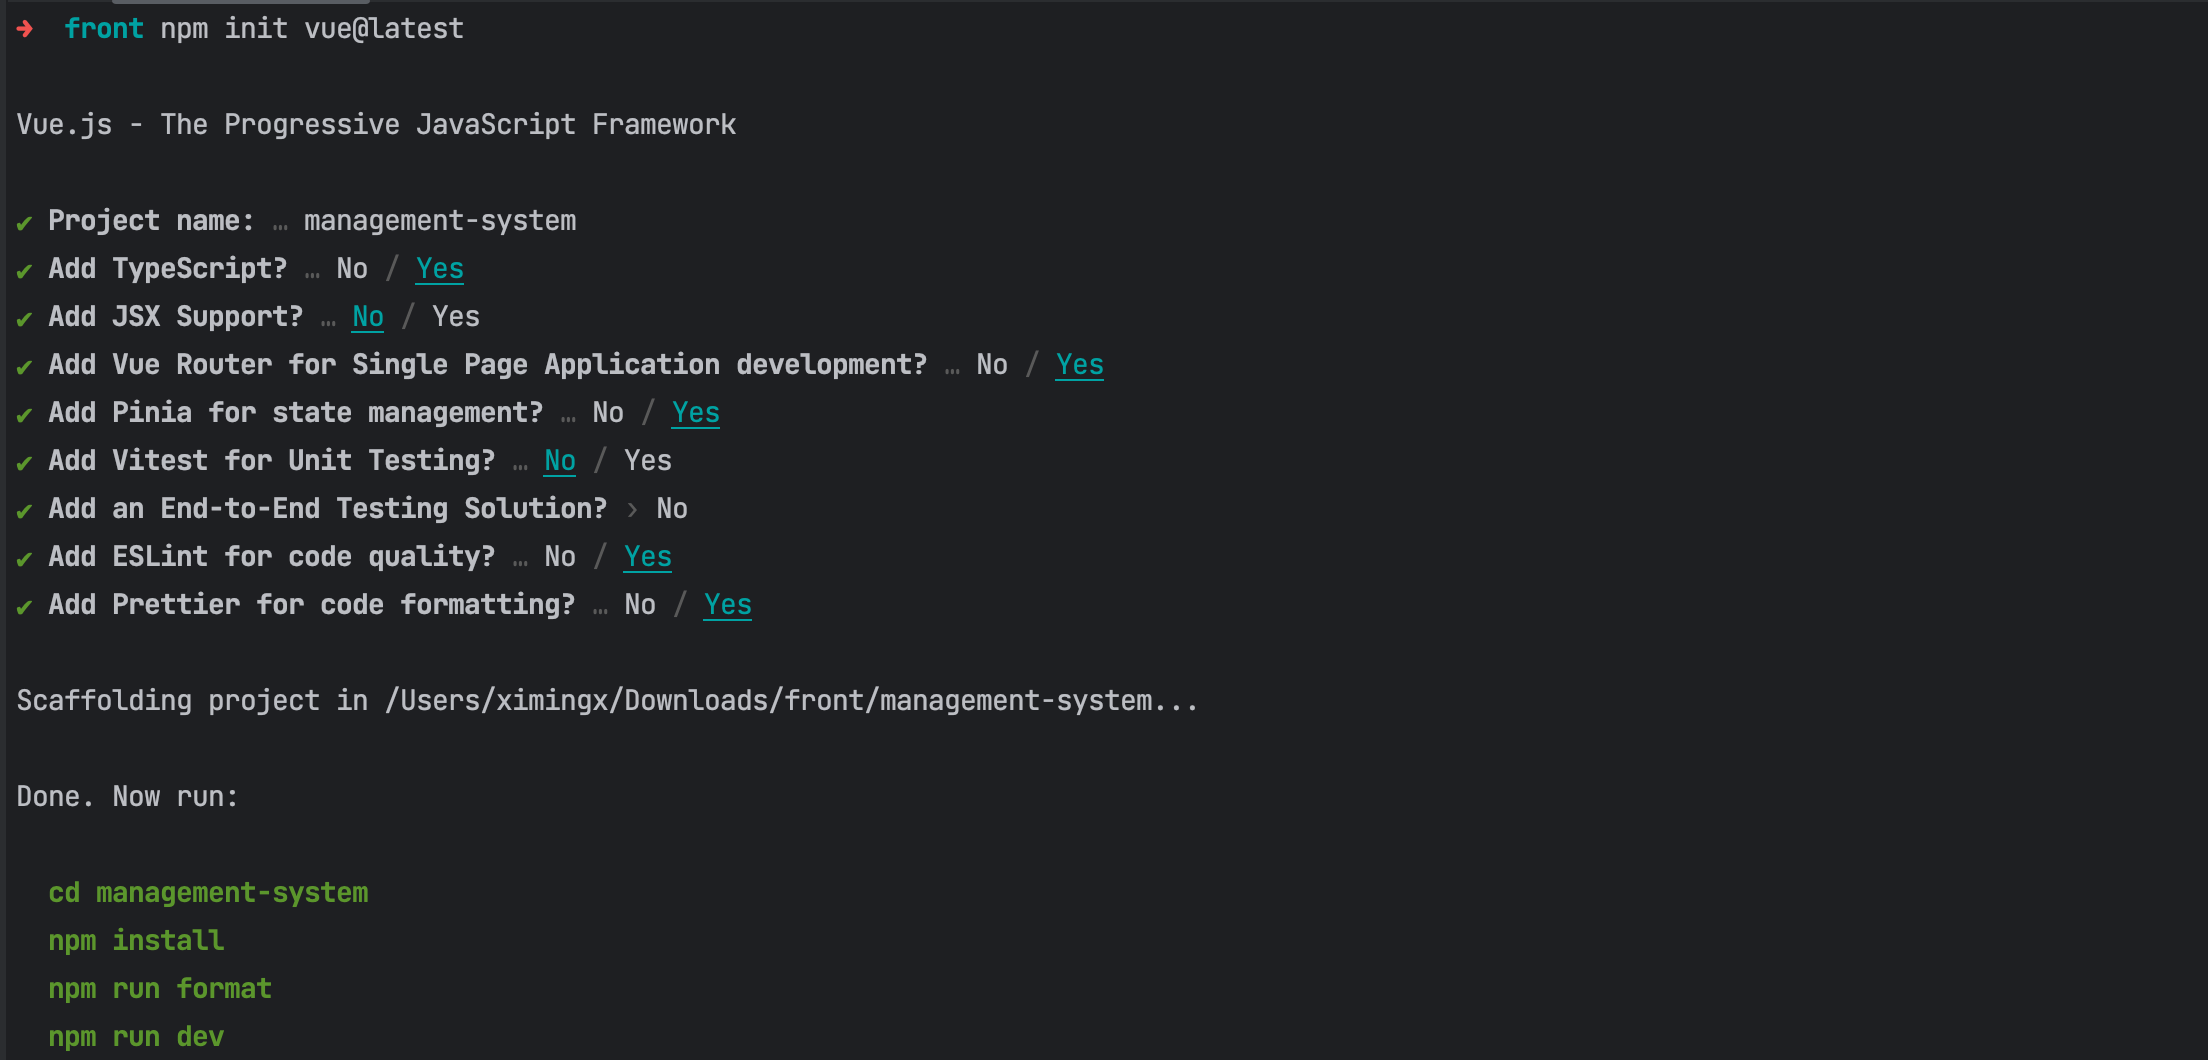 ➜  front npm init vue@latest
Vue.js - The Progressive JavaScript Framework
✔ Project name: … management-system
✔ Add TypeScript? … No / Yes
✔ Add JSX Support? … No / Yes
✔ Add Vue Router for Single Page Application development? … No / Yes
✔ Add Pinia for state management? … No / Yes
✔ Add Vitest for Unit Testing? … No / Yes
✔ Add an End-to-End Testing Solution? › No
✔ Add ESLint for code quality? … No / Yes
✔ Add Prettier for code formatting? … No / Yes
Scaffolding project in /Users/ximingx/Downloads/front/management-system...
Done. Now run:
cd management-system
npm install
npm run format
npm run dev